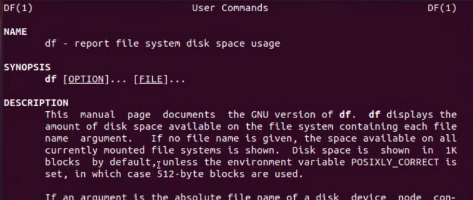 DF(1) User Commands DF(1)
NAME
df - report file system disk space usage
SYNOPSIS
df [OPTION]... [FILE]...
DESCRIPTION
This manual page documents the GNU version of df. df displays the
amount of disk space available on the file system containing each file
name argument. If no file name is given, the space available on all
currently mounted file systems is shown. Disk space is shown in 1K
blocks by default, unless the environment variable POSIXLY_CORRECT is
set, in which case 512-byte blocks are used.
If an argument is the absolute file name of a disk device node con-